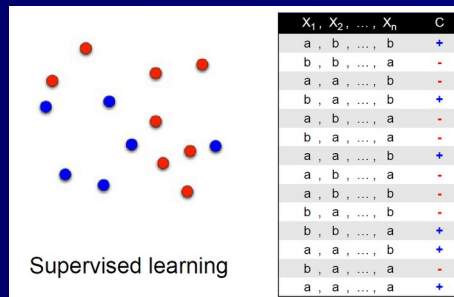 Supervised learning
X1 , X2 , ... , Xn C
a , b , ... , b +
b , b , ... , a -
a , a , ... , b -
b , a , ... , b +
a , b , ... , a -
b , a , ... , a -
a , a , ... , b +
a , b , ... , a -
a , b , ... , b -
b , a , ... , b -
b , b , ... , a +
a , a , ... , b +
b , a , ... , a -
a , b , ... , a +